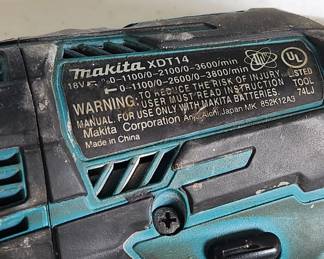 makita XDT14
18V 0-1100/0-2100/0-3600/min
0-1100/0-2600/0-3800/min
WARNING: TO REDUCE THE RISK OF INJURY,
USER MUST READ INSTRUCTION
MANUAL. FOR USE ONLY WITH MAKITA BATTERIES.
Makita Corporation Anjo, Aichi, Japan MK 852K12A3
Made in China
UL
LISTED
TOOL
74LJ